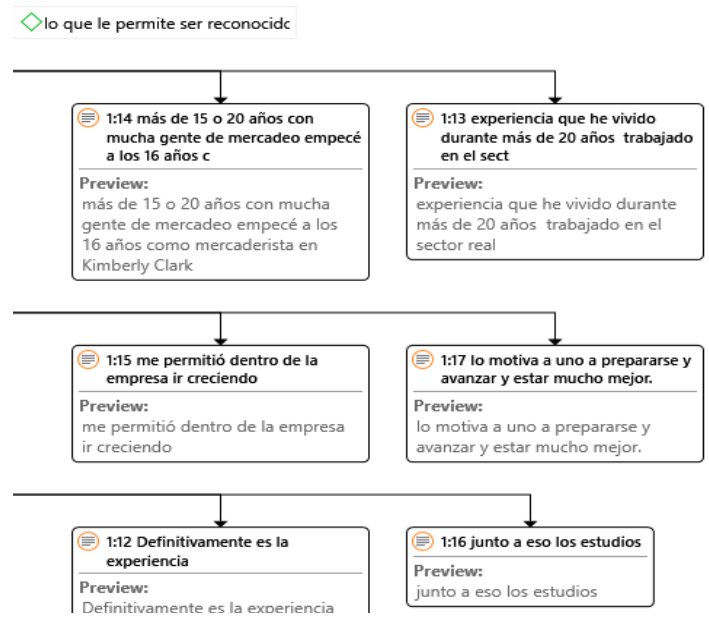 lo que le permite ser reconocido
1:14 más de 15 o 20 años con
mucha gente de mercadeo empecé
a los 16 años c
Preview:
más de 15 o 20 años con mucha
gente de mercadeo empecé a los
16 años como mercaderista en
Kimberly Clark
1:13 experiencia que he vivido
durante más de 20 años trabajado
en el sect
Preview:
experiencia que he vivido durante
más de 20 años trabajado en el
sector real
1:15 me permitió dentro de la
empresa ir creciendo
Preview:
me permitió dentro de la empresa
ir creciendo
1:17 lo motiva a uno a prepararse y
avanzar y estar mucho mejor.
Preview:
lo motiva a uno a prepararse y
avanzar y estar mucho mejor.
1:12 Definitivamente es la
experiencia
Preview:
Definitivamente es la experiencia
1:16 junto a eso los estudios
Preview:
junto a eso los estudios